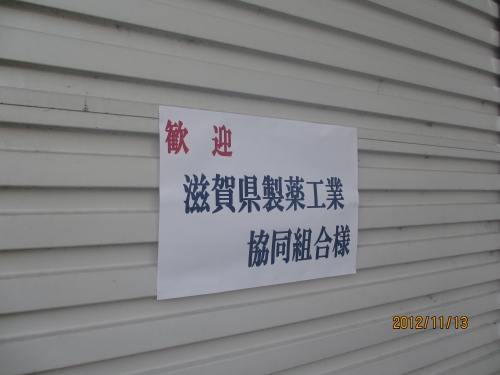 歓 迎
滋賀県製薬工業
協同組合様
2012/11/13